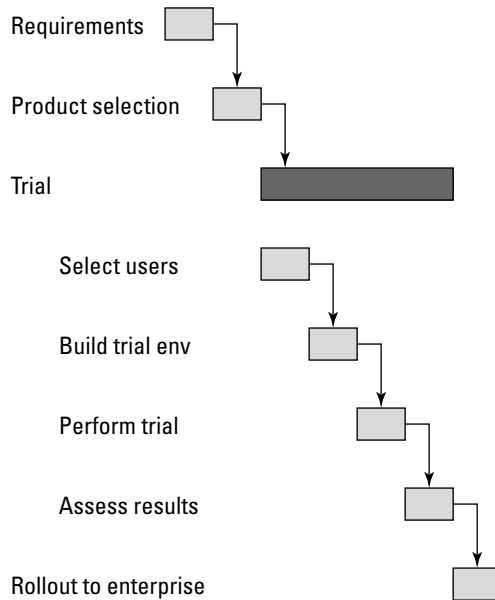 Requirements
Product selection
Trial
Select users
Build trial env
Perform trial
Assess results
Rollout to enterprise